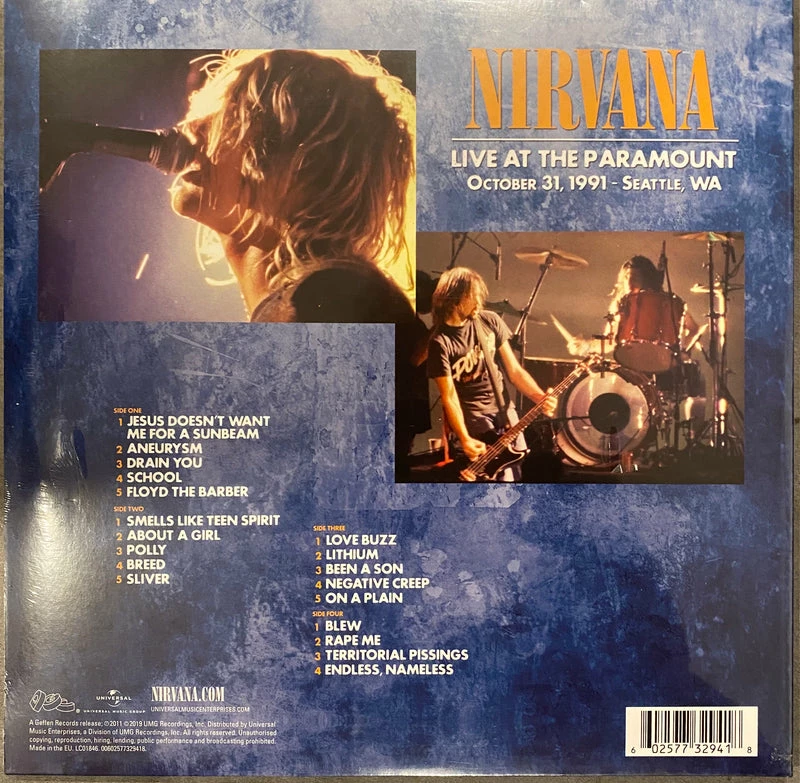 NIRVANA
LIVE AT THE PARAMOUNT
OCTOBER 31, 1991 - SEATTLE, WA
SIDE ONE
1 JESUS DOESN'T WANT
ME FOR A SUNBEAM
2 ANEURYSM
3 DRAIN YOU
4 SCHOOL
5 FLOYD THE BARBER
SIDE TWO
1 SMELLS LIKE TEEN SPIRIT
2 ABOUT A GIRL
3 POLLY
4 BREED
5 SLIVER
SIDE THREE
1 LOVE BUZZ
2 LITHIUM
3 BEEN A SON
4 NEGATIVE CREEP
5 ON A PLAIN
SIDE FOUR
1 BLEW
2 RAPE ME
3 TERRITORIAL PISSINGS
4 ENDLESS, NAMELESS
UNIVERSAL
UNIVERSAL MUSIC GROUP
NIRVANA.COM
UNIVERSALMUSICENTERPRISES.COM
A Geffen Records release; ℗2011 ©2019 UMG Recordings, Inc. Distributed by Universal
Music Enterprises, a Division of UMG Recordings, Inc. All rights reserved. Unauthorised
copying, reproduction, hiring, lending, public performance and broadcasting prohibited.
Made in the EU. LC01846. 00602577329418.
6 02577 32941 8